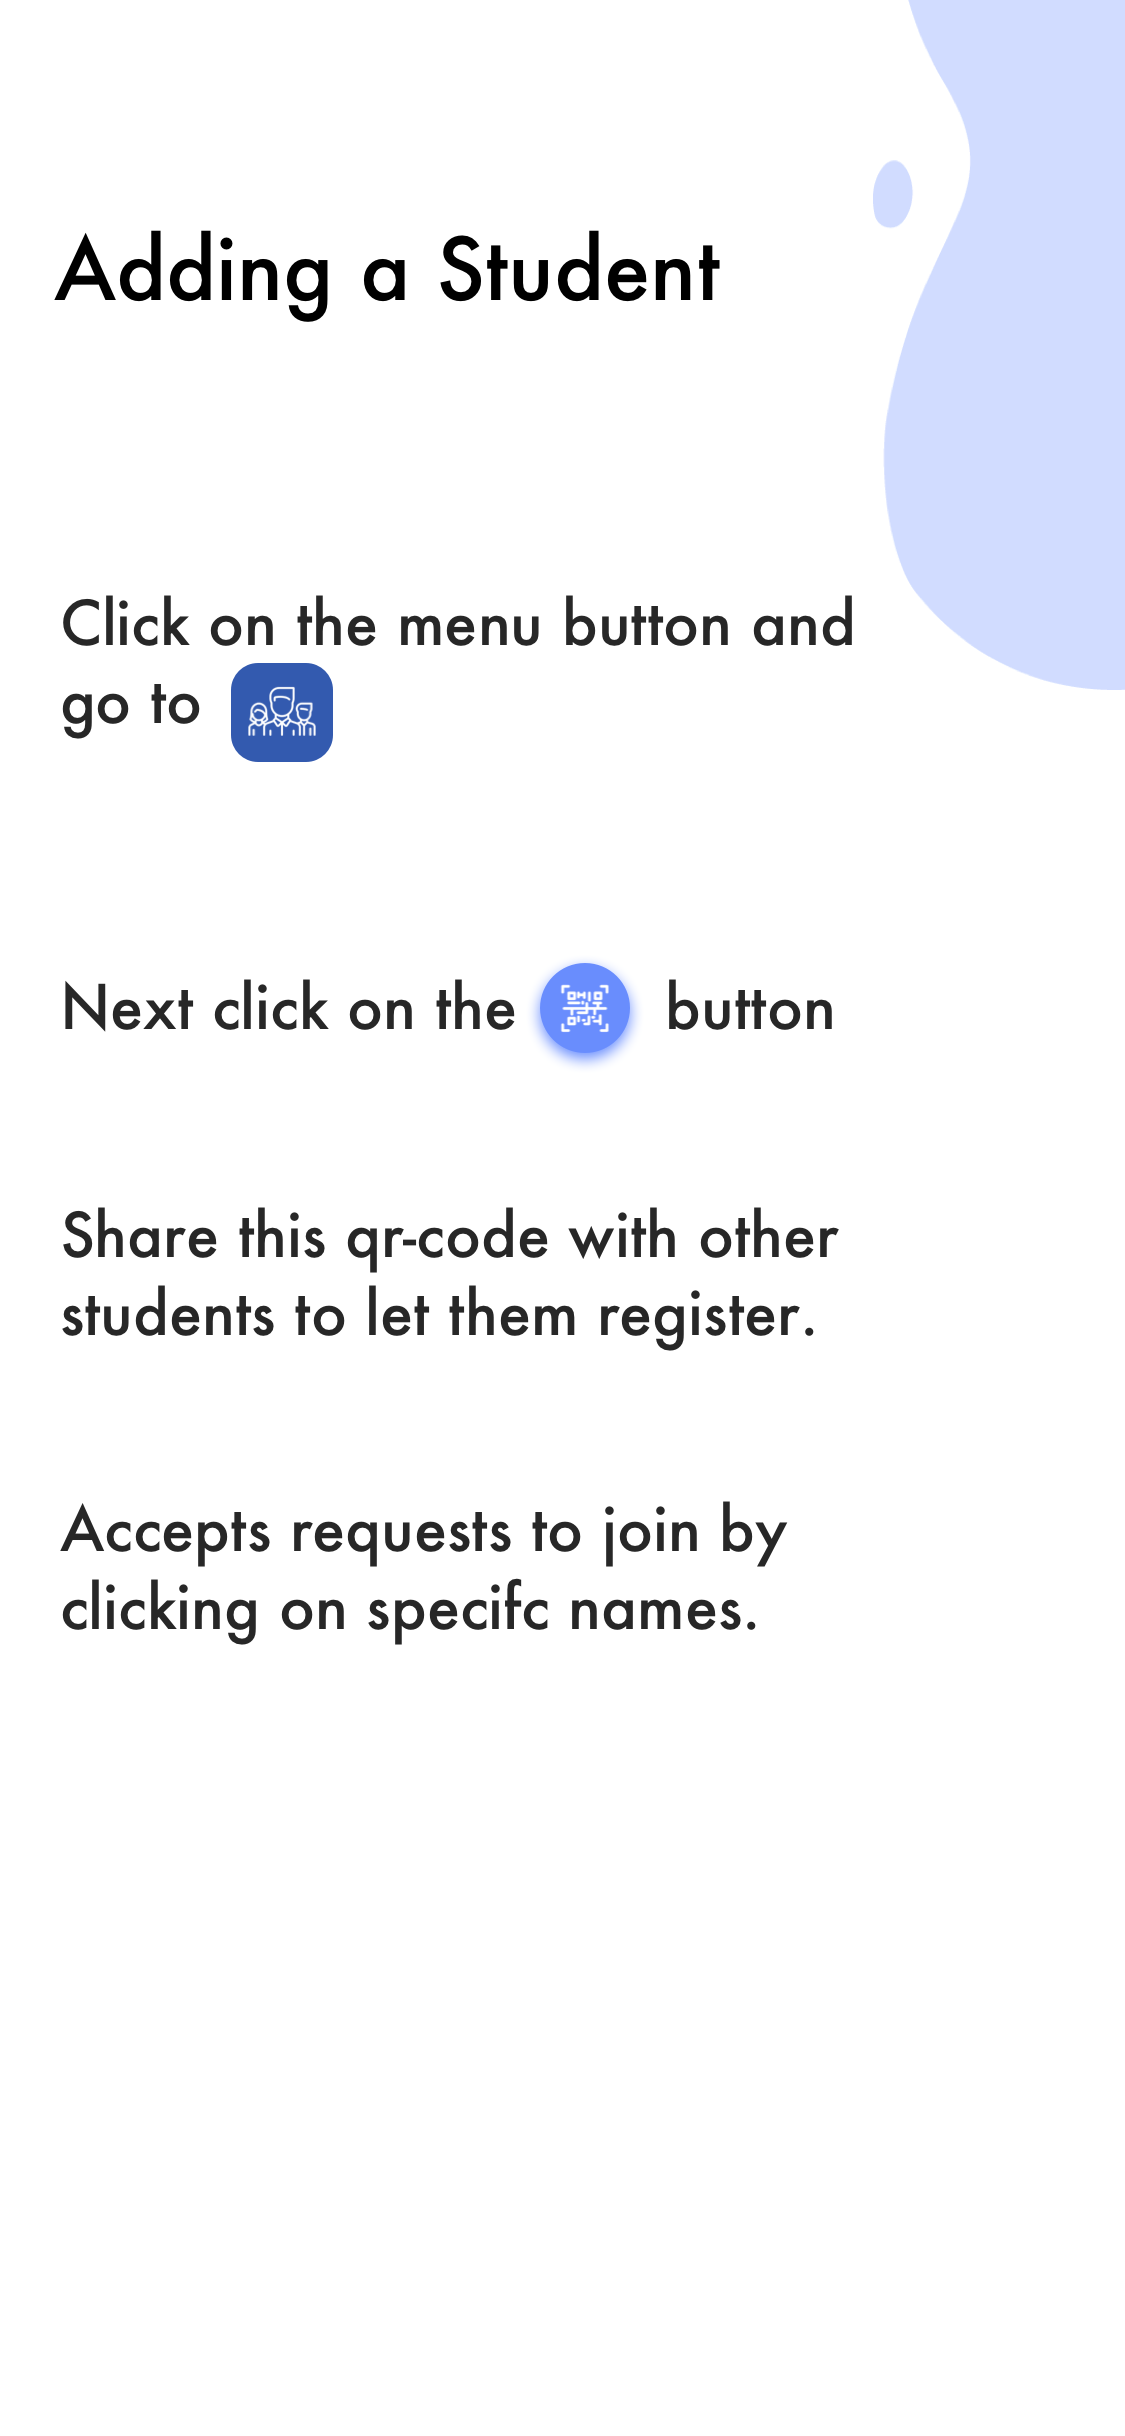 Adding a Student
Click on the menu button and
go to
Next click on the button
Share this qr-code with other
students to let them register.
Accepts requests to join by
clicking on specifc names.